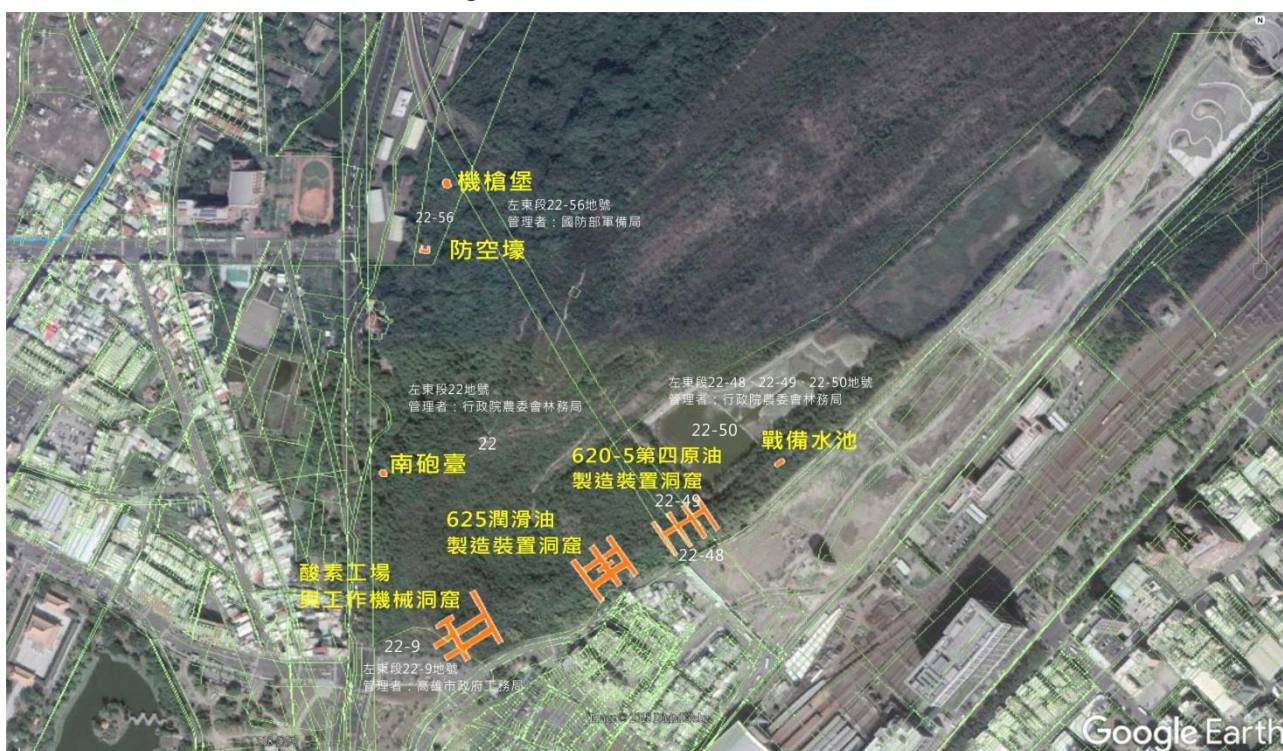 N
機槍堡
左東段22-56地號
管理者：國防部軍備局
22-56
防空壕
左東段22地號
管理者：行政院農委會林務局
22
左東段22-48、22-49、22-50地號
管理者：行政院農委會林務局
22-50
戰備水池
南砲臺
620-5第四原油
製造裝置洞窟
22-49
22-48
625潤滑油
製造裝置洞窟
酸素工場
與工作機械洞窟
22-9
左東段22-9地號
管理者：高雄市政府工務局
Google Earth